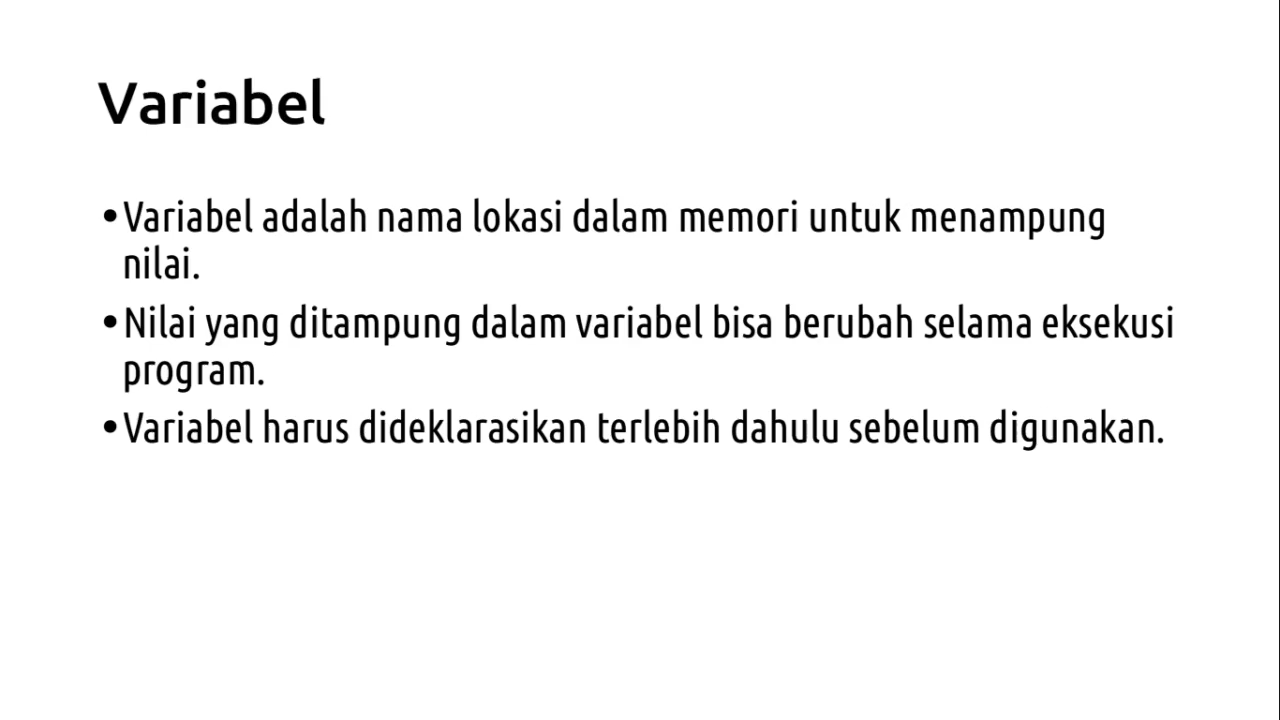 Variabel
•Variabel adalah nama lokasi dalam memori untuk menampung
nilai.
•Nilai yang ditampung dalam variabel bisa berubah selama eksekusi
program.
•Variabel harus dideklarasikan terlebih dahulu sebelum digunakan.